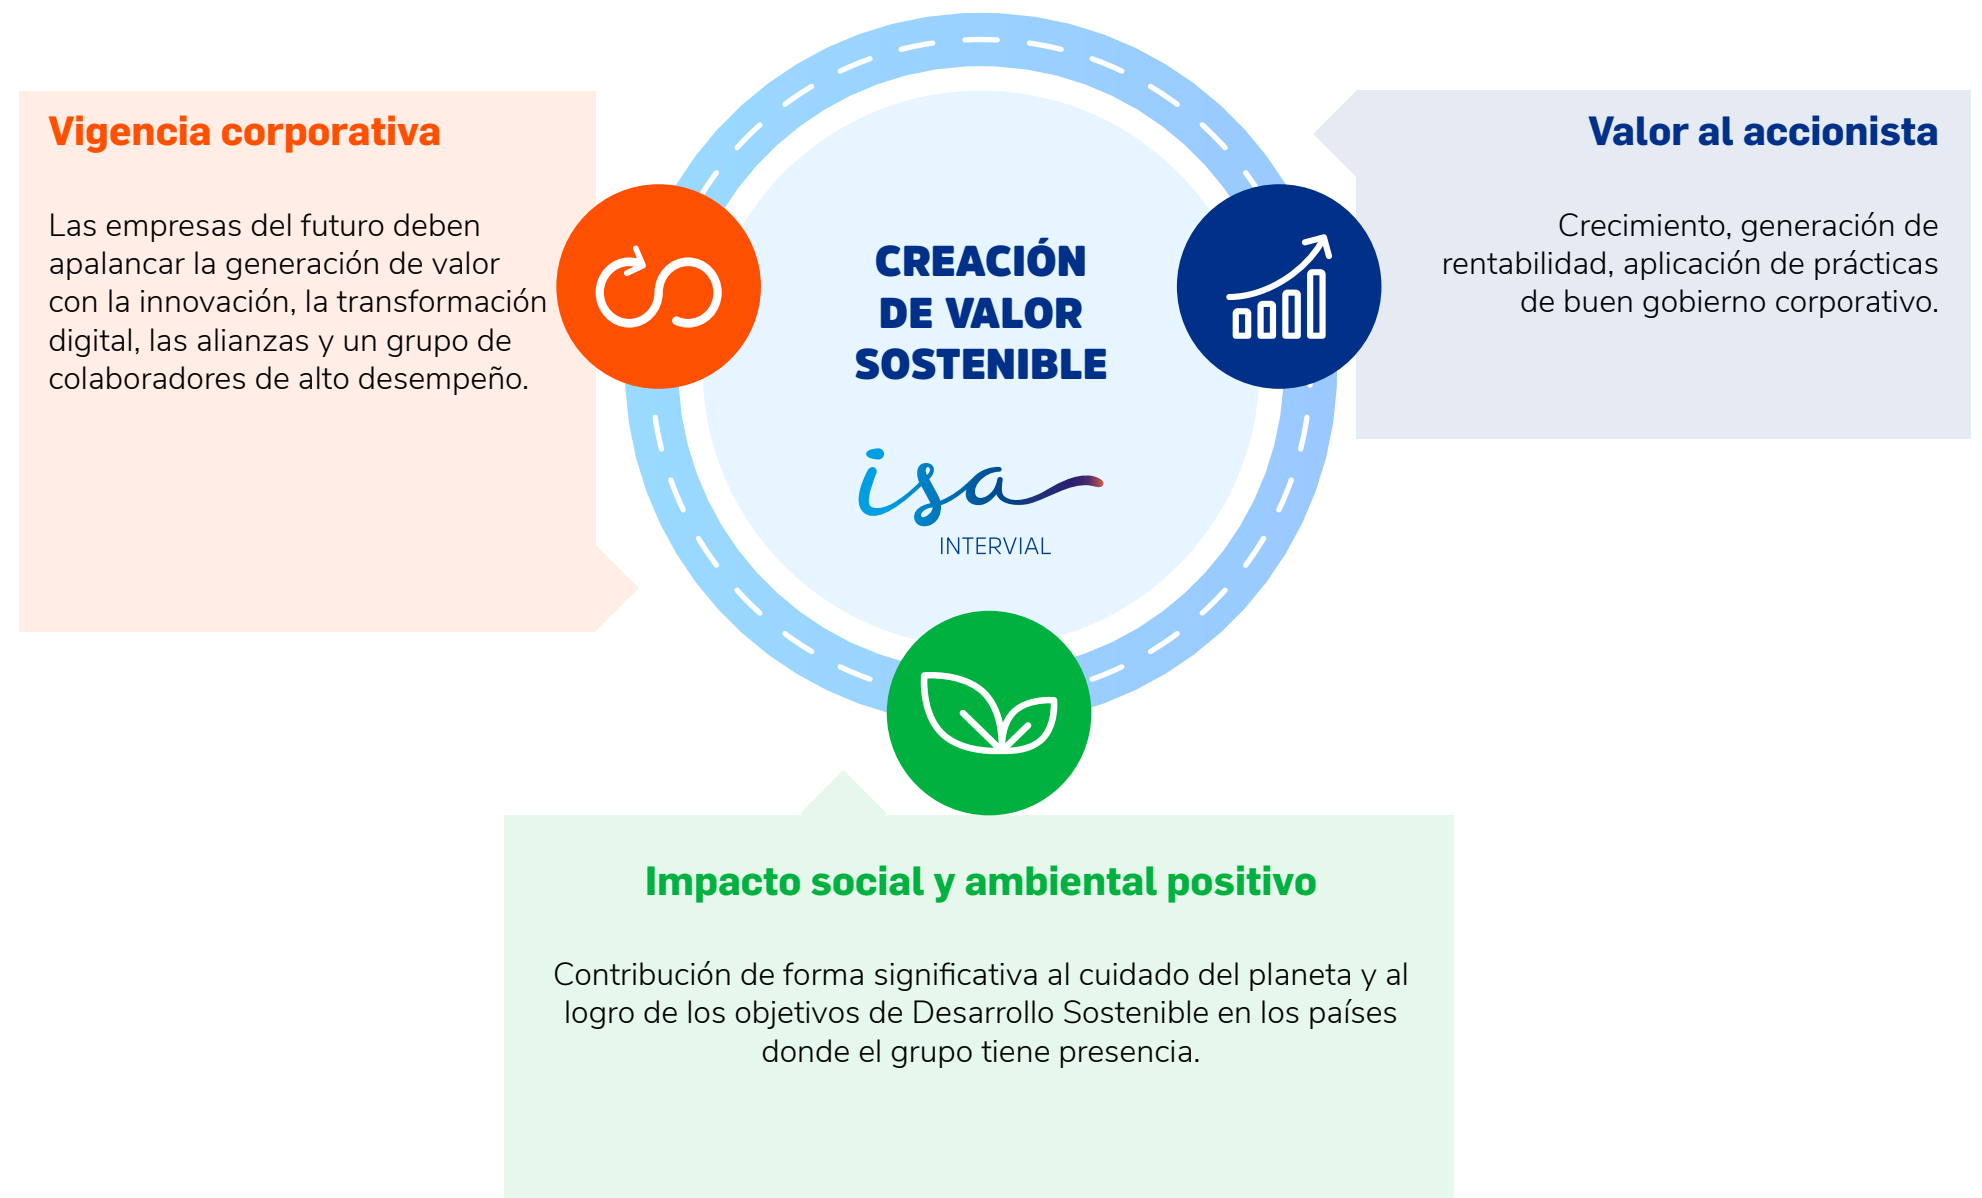 Vigencia corporativa
Las empresas del futuro deben
apalancar la generación de valor
con la innovación, la transformación
digital, las alianzas y un grupo de
colaboradores de alto desempeño.
CREACIÓN
DE VALOR
SOSTENIBLE
isa
INTERVIAL
Valor al accionista
Crecimiento, generación de
rentabilidad, aplicación de prácticas
de buen gobierno corporativo.
Impacto social y ambiental positivo
Contribución de forma significativa al cuidado del planeta y al
logro de los objetivos de Desarrollo Sostenible en los países
donde el grupo tiene presencia.